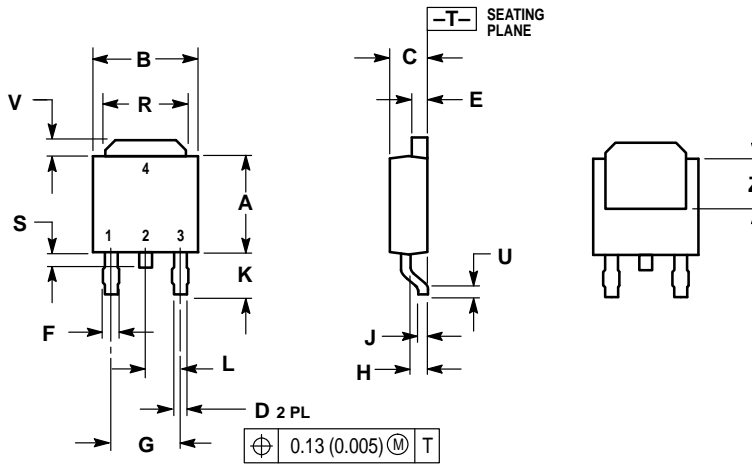 –T– SEATING
PLANE
C
B
V
R
E
4
A
Z
S
1 2 3
K
U
F
J
L
H
D 2 PL
G
⌖ 0.13 (0.005) Ⓜ T